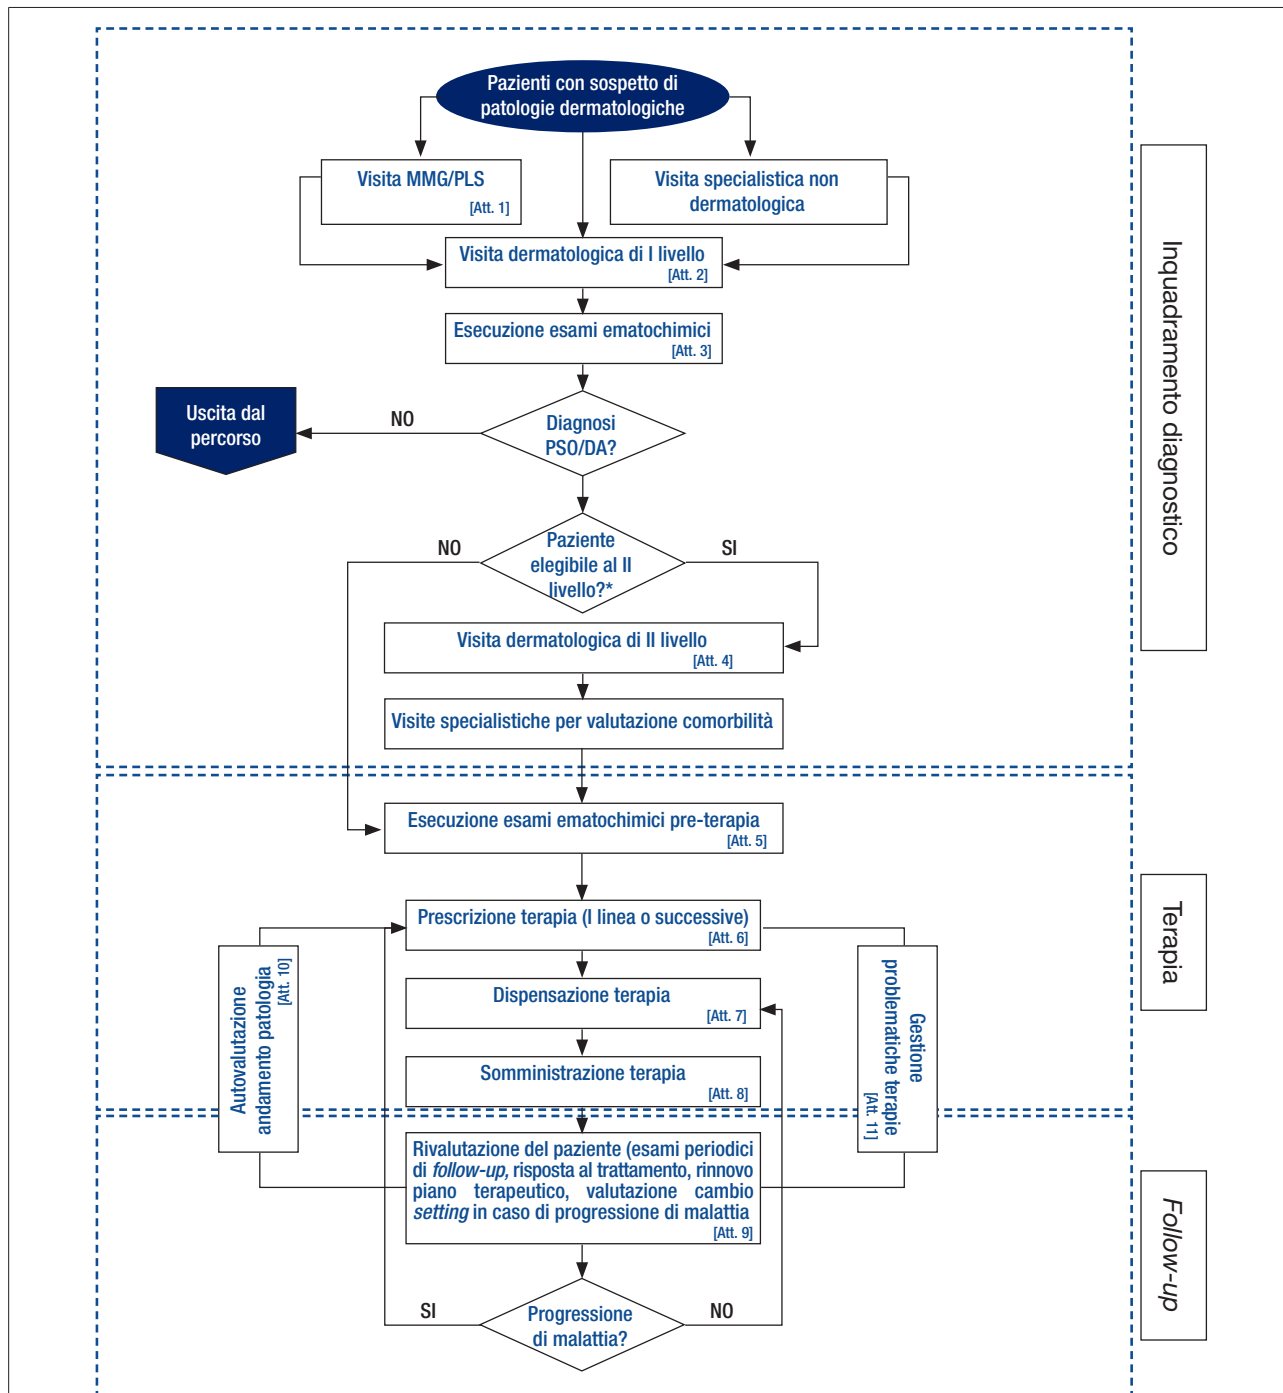 Pazienti con sospetto di
patologie dermatologiche
Visita MMG/PLS
[Att. 1]
Visita specialistica non
dermatologica
Visita dermatologica di I livello
[Att. 2]
Esecuzione esami ematochimici
[Att. 3]
Uscita dal
percorso
NO
Diagnosi
PSO/DA?
NO
Paziente
elegibile al II
livello?*
SI
Visita dermatologica di II livello
[Att. 4]
Visite specialistiche per valutazione comorbilità
Inquadramento diagnostico
Esecuzione esami ematochimici pre-terapia
[Att. 5]
Prescrizione terapia (I linea o successive)
[Att. 6]
Dispensazione terapia
[Att. 7]
Somministrazione terapia
[Att. 8]
Autovalutazione
andamento patologia
[Att. 10]
Gestione
problematiche terapie
[Att. 11]
Terapia
Rivalutazione del paziente (esami periodici
di follow-up, risposta al trattamento, rinnovo
piano terapeutico, valutazione cambio
setting in caso di progressione di malattia
[Att. 9]
SI
Progressione
di malattia?
NO
Follow-up